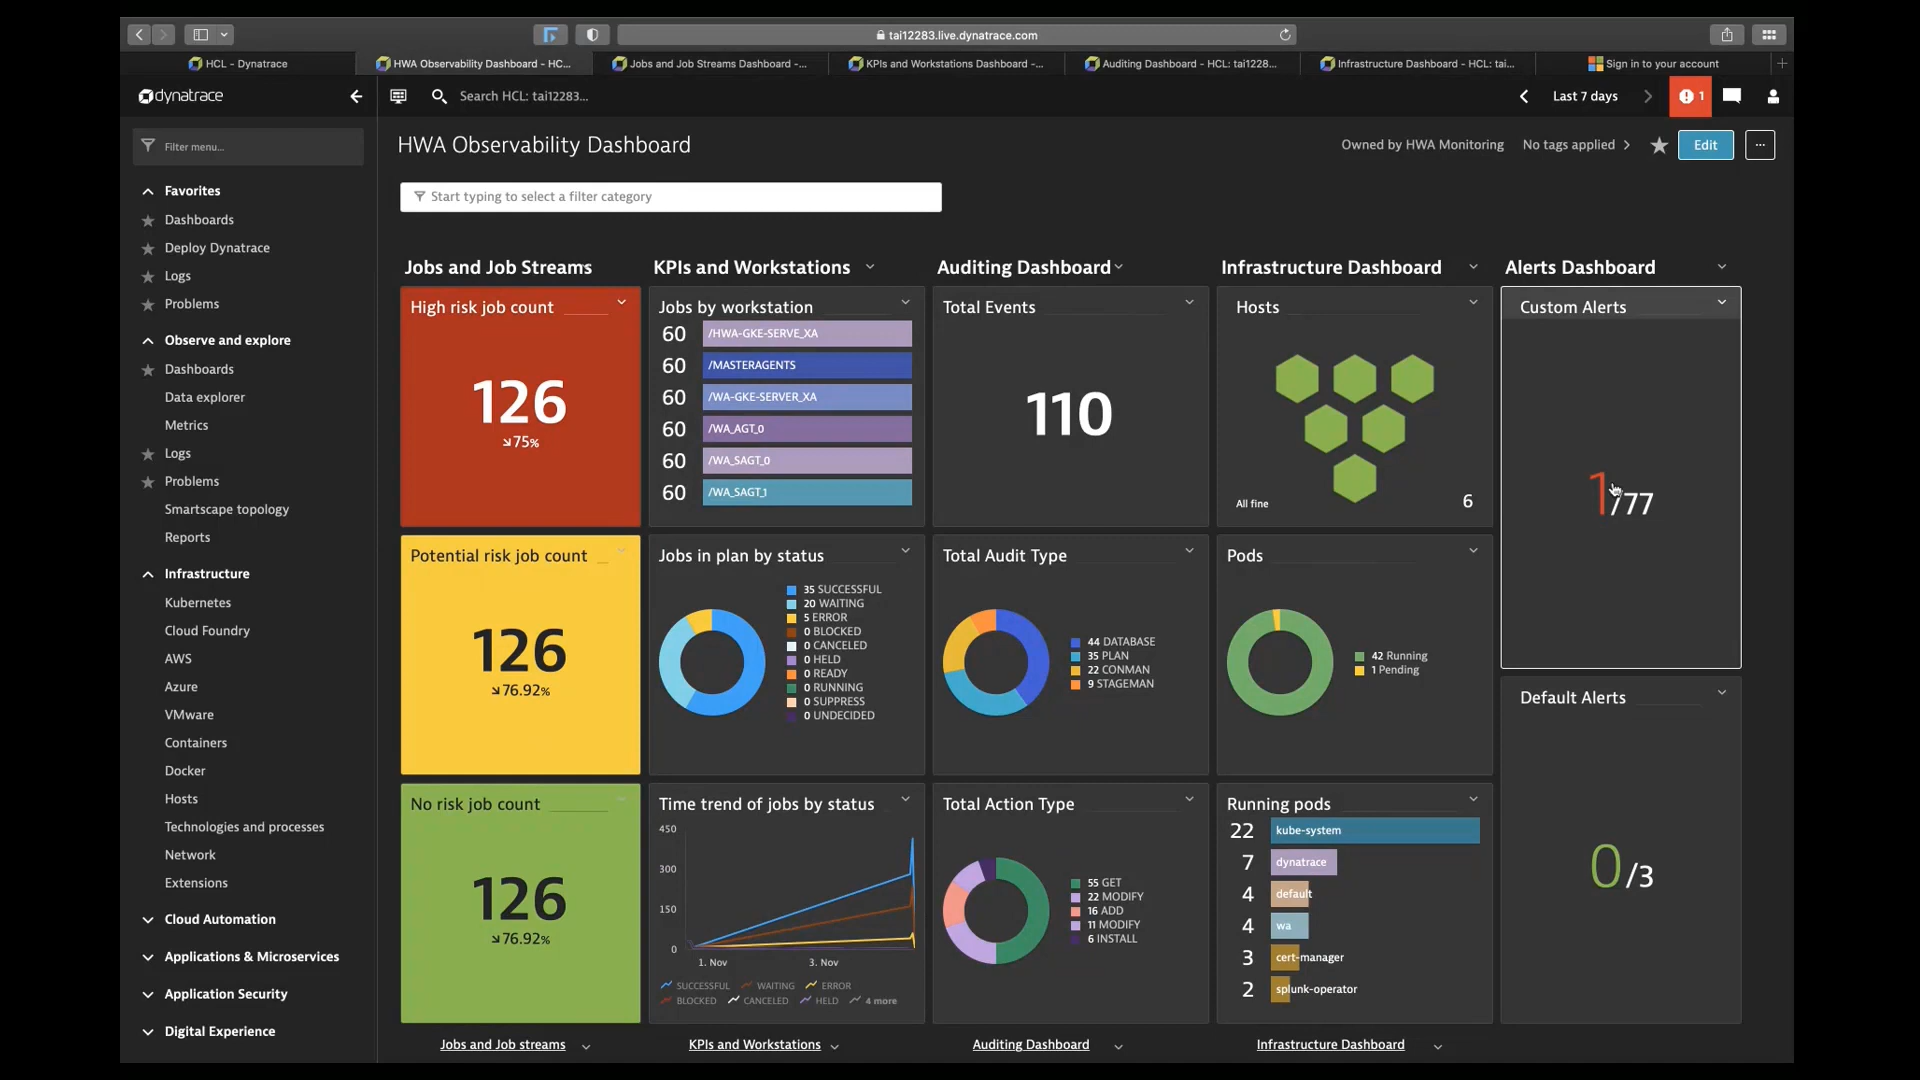 tai12283.live.dynatrace.com
HCL - Dynatrace
HWA Observability Dashboard - HC...
Jobs and Job Streams Dashboard -...
KPIs and Workstations Dashboard -...
Auditing Dashboard - HCL: tai1228...
Infrastructure Dashboard - HCL: tai...
Sign in to your account
dynatrace
Search HCL: tai12283...
Last 7 days
1
Filter menu...
Favorites
Dashboards
Deploy Dynatrace
Logs
Problems
Observe and explore
Dashboards
Data explorer
Metrics
Logs
Problems
Smartscape topology
Reports
Infrastructure
Kubernetes
Cloud Foundry
AWS
Azure
VMware
Containers
Docker
Hosts
Technologies and processes
Network
Extensions
Cloud Automation
Applications & Microservices
Application Security
Digital Experience
HWA Observability Dashboard
Owned by HWA Monitoring
No tags applied
Edit
...
Start typing to select a filter category
Jobs and Job Streams
High risk job count
126
75%
Potential risk job count
126
76.92%
No risk job count
126
76.92%
Jobs and Job streams
KPIs and Workstations
Jobs by workstation
60 /HWA-GKE-SERVE_XA
60 /MASTERAGENTS
60 /WA-GKE-SERVER_XA
60 /WA_AGT_0
60 /WA_SAGT_0
60 /WA_SAGT_1
Jobs in plan by status
35 SUCCESSFUL
20 WAITING
5 ERROR
0 BLOCKED
0 CANCELED
0 HELD
0 READY
0 RUNNING
0 SUPPRESS
0 UNDECIDED
Time trend of jobs by status
450
300
150
0
1. Nov
3. Nov
SUCCESSFUL WAITING ERROR
BLOCKED CANCELED HELD 4 more
KPIs and Workstations
Auditing Dashboard
Total Events
110
Total Audit Type
44 DATABASE
35 PLAN
22 CONMAN
9 STAGEMAN
Total Action Type
55 GET
22 MODIFY
16 ADD
11 MODIFY
6 INSTALL
Auditing Dashboard
Infrastructure Dashboard
Hosts
All fine
6
Pods
42 Running
1 Pending
Running pods
22 kube-system
7 dynatrace
4 default
4 wa
3 cert-manager
2 splunk-operator
Infrastructure Dashboard
Alerts Dashboard
Custom Alerts
1/77
Default Alerts
0/3